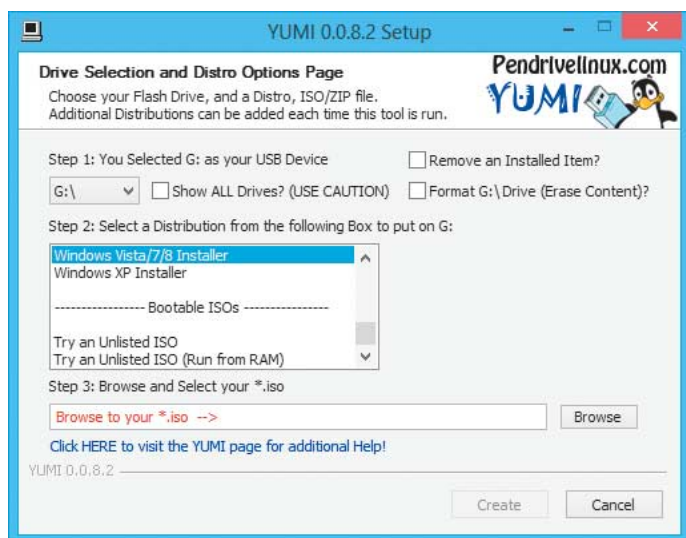 YUMI 0.0.8.2 Setup
Pendrivelinux.com
YUMI
Drive Selection and Distro Options Page
Choose your Flash Drive, and a Distro, ISO/ZIP file.
Additional Distributions can be added each time this tool is run.
Step 1: You Selected G: as your USB Device
Remove an Installed Item?
G:\
Show ALL Drives? (USE CAUTION)
Format G:\ Drive (Erase Content)?
Step 2: Select a Distribution from the following Box to put on G:
Windows Vista/7/8 Installer
Windows XP Installer
----------------- Bootable ISOs ----------------
Try an Unlisted ISO
Try an Unlisted ISO (Run from RAM)
Step 3: Browse and Select your *.iso
Browse to your *.iso -->
Browse
Click HERE to visit the YUMI page for additional Help!
YUMI 0.0.8.2
Create
Cancel